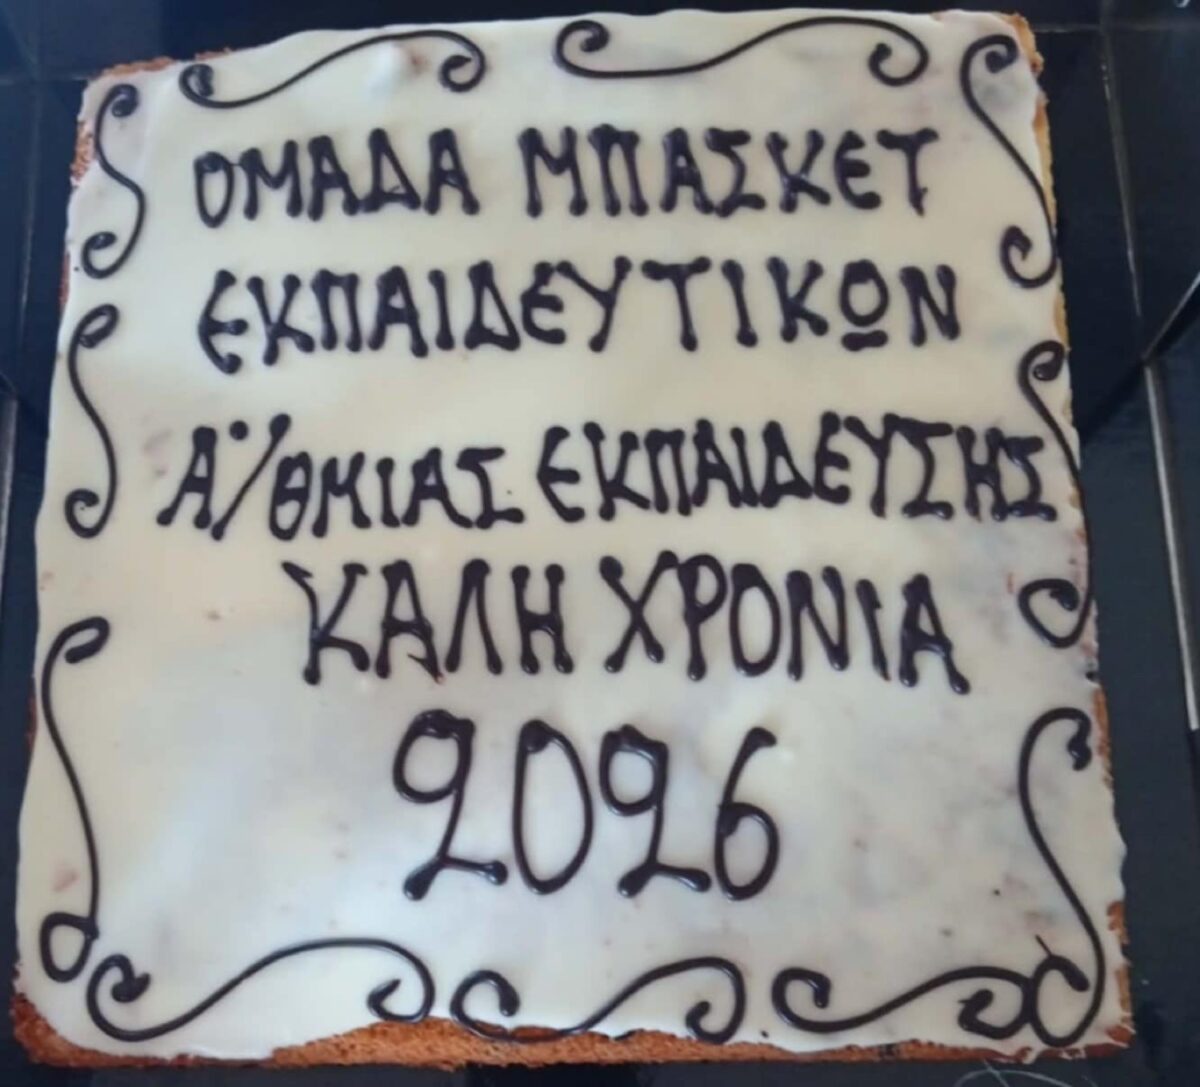 ΟΜΑΔΑ ΜΠΑΣΚΕΤ
ΕΚΠΑΙΔΕΥΤΙΚΩΝ
Α'/ΘΜΙΑΣ ΕΚΠΑΙΔΕΥΣΗΣ
ΚΑΛΗ ΧΡΟΝΙΑ
2026